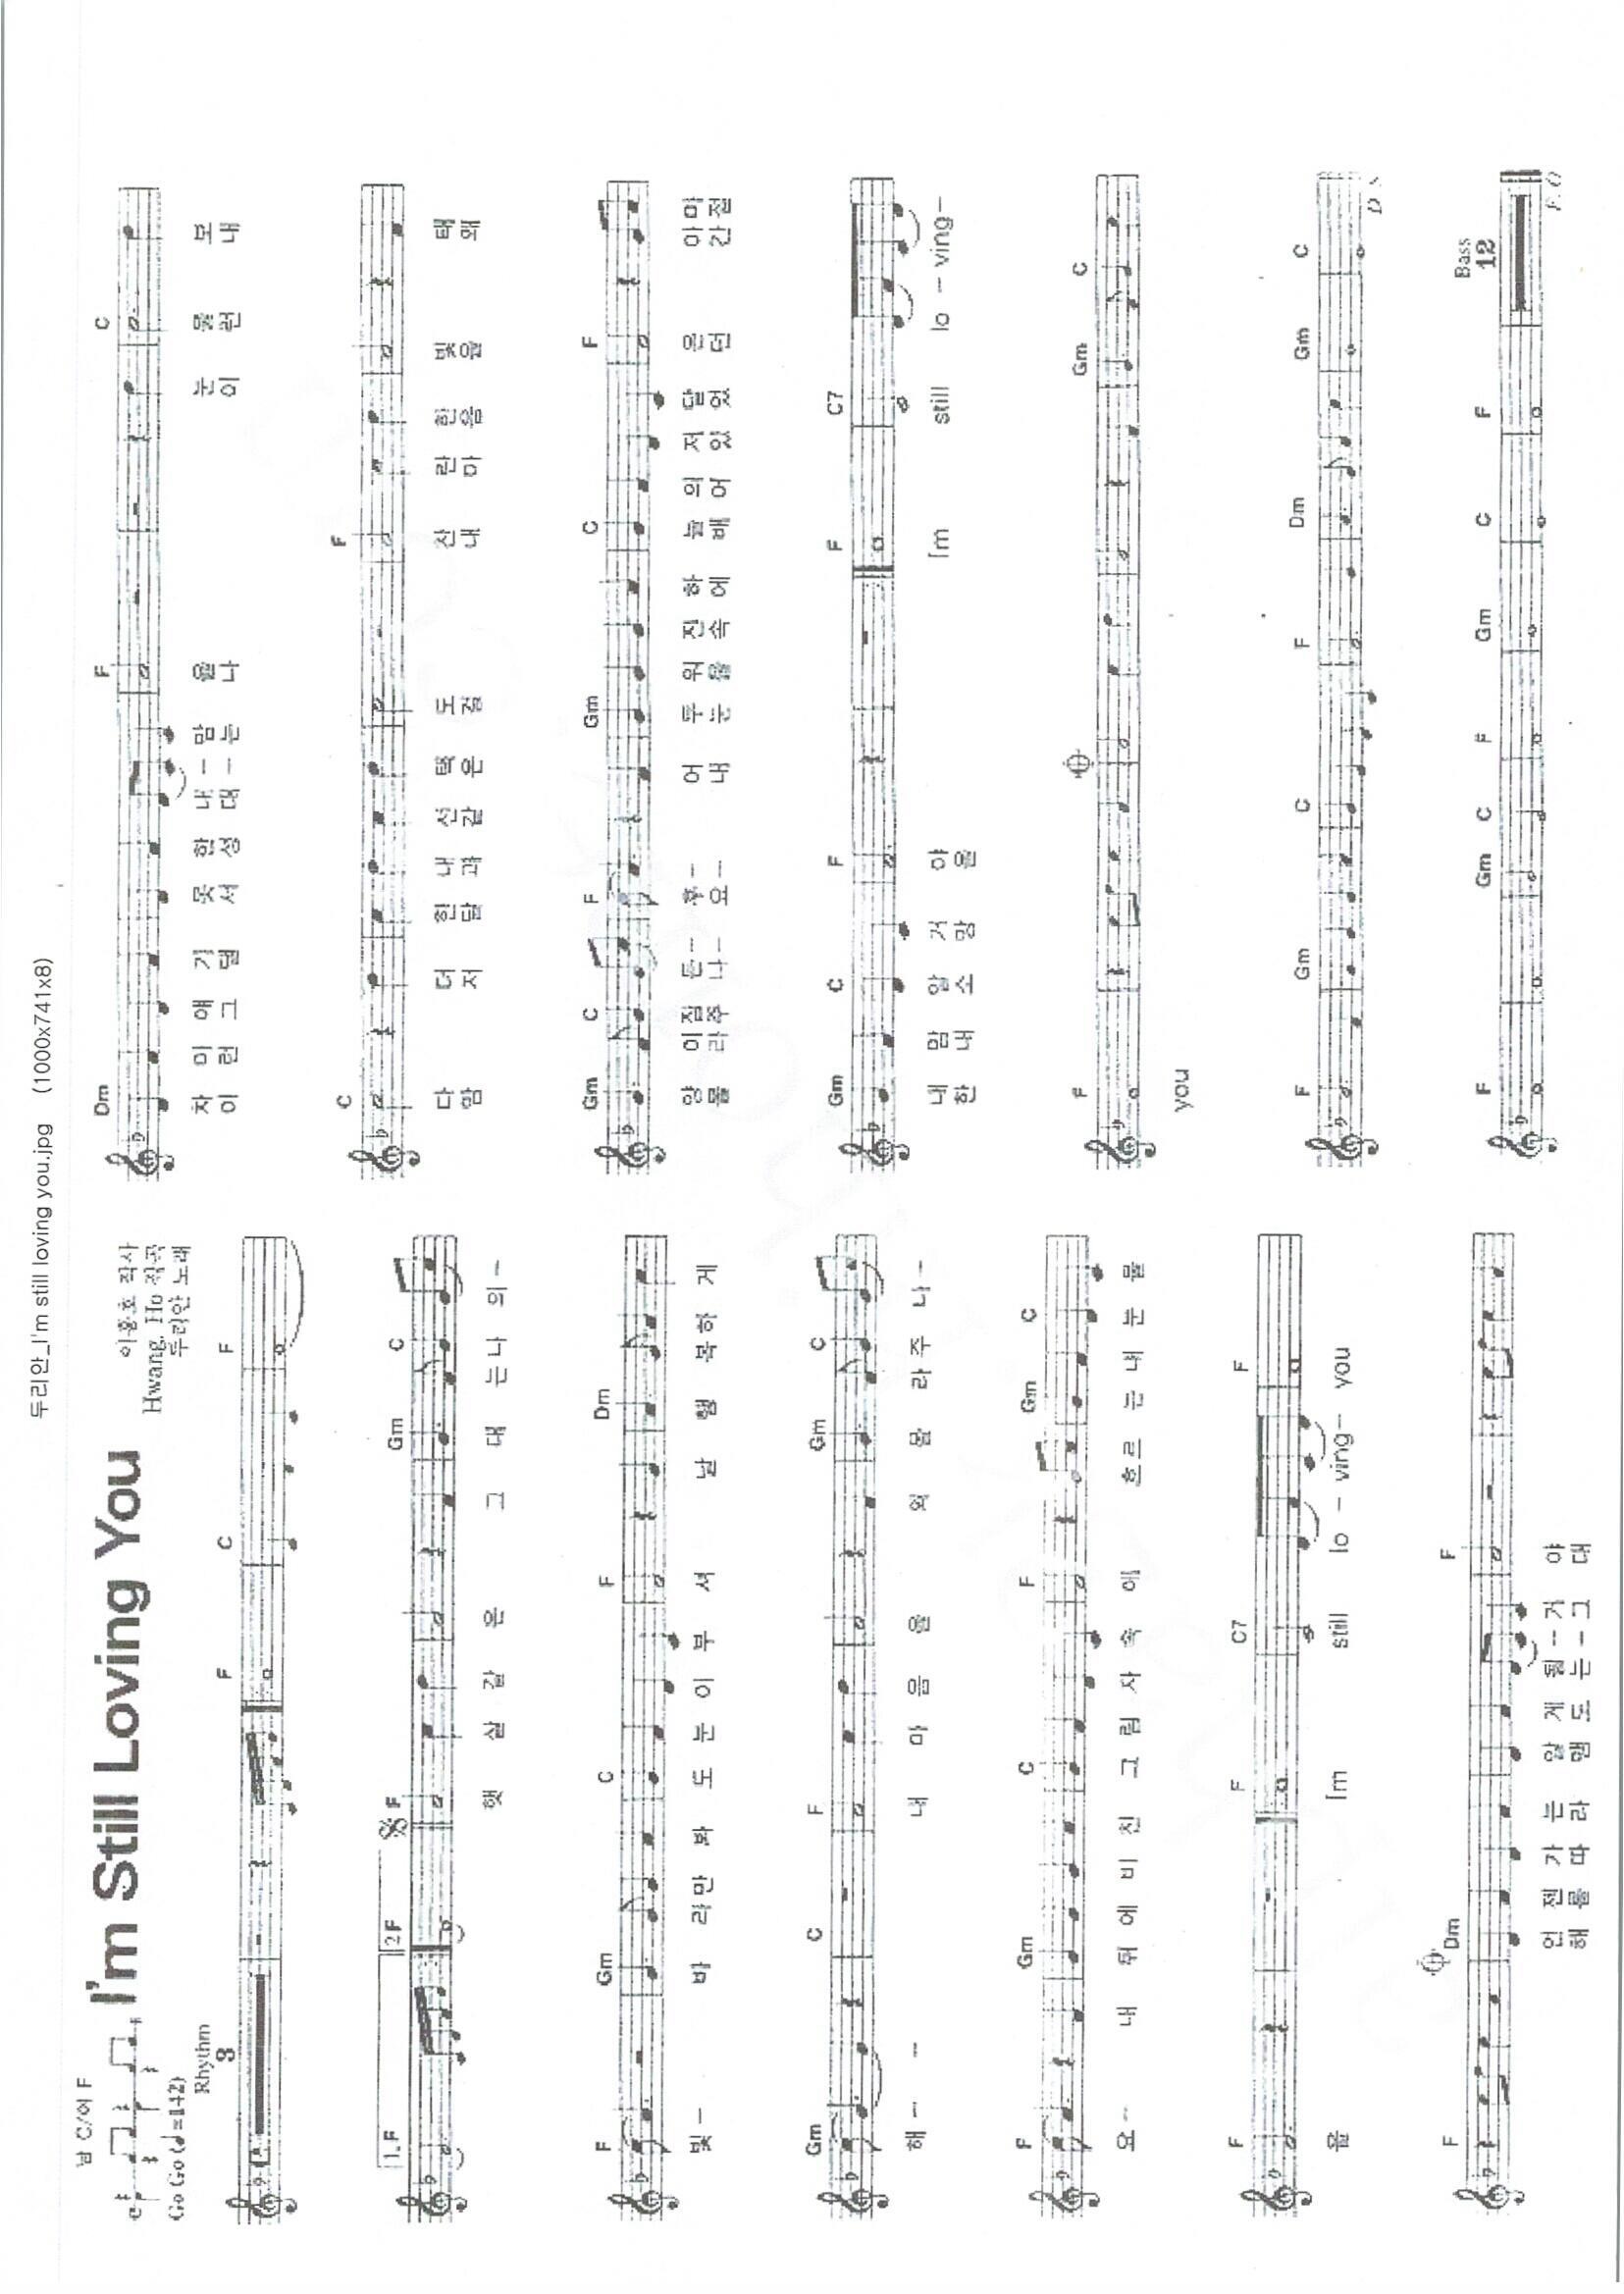 두리안_I'm still loving you.jpg (1000x741x8)
남 C/여 F
I'm Still Loving You
이홍호 작사
Hwang, Ho 작곡
두리안 노래
Go Go (♩=142)
Rhythm
3
F C F
1. F 2 F F Gm C
햇 살 같 은 그 대 는 나 의 -
F Gm C F Dm
빛 - 바 라 만 봐 도 눈 이 부 셔 날 행 복 하 게
Gm C F Gm C
해 - - 내 마 음 을 왜 몰 라 주 나 -
F Gm C F Gm C
요 - 내 뒤 에 비 친 그 림 자 속 에 흐 르 는 내 눈 물
F F C7 F
을 I'm still lo - ving - you
F Dm F
언 젠 가 는 알 게 될 - 거 야
해 를 따 라 맴 도 는 - 그 대
Dm F C
차 마 얘 기 못 한 내 - 맘 을 눈 물 보
이 런 그 댈 서 성 대 - 는 나 이 런 내
C F
다 더 한 내 선 택 도 찬 란 한 빛 태
맘 저 달 과 같 은 걸 내 마 음 을 왜
Gm C F Gm C F
양 이 잠 든 - 후 - 어 두 워 진 하 늘 의 저 달 은 아 마
몰 라 주 나 - 요 - 내 눈 물 속 에 배 어 있 었 던 간 절
Gm C F F C7
내 맘 알 거 야 I'm still lo - ving -
한 내 소 망 을
F Gm C
you
F Gm C F Dm Gm C
D.S
F Gm C F Gm C F
Bass
12
F.O